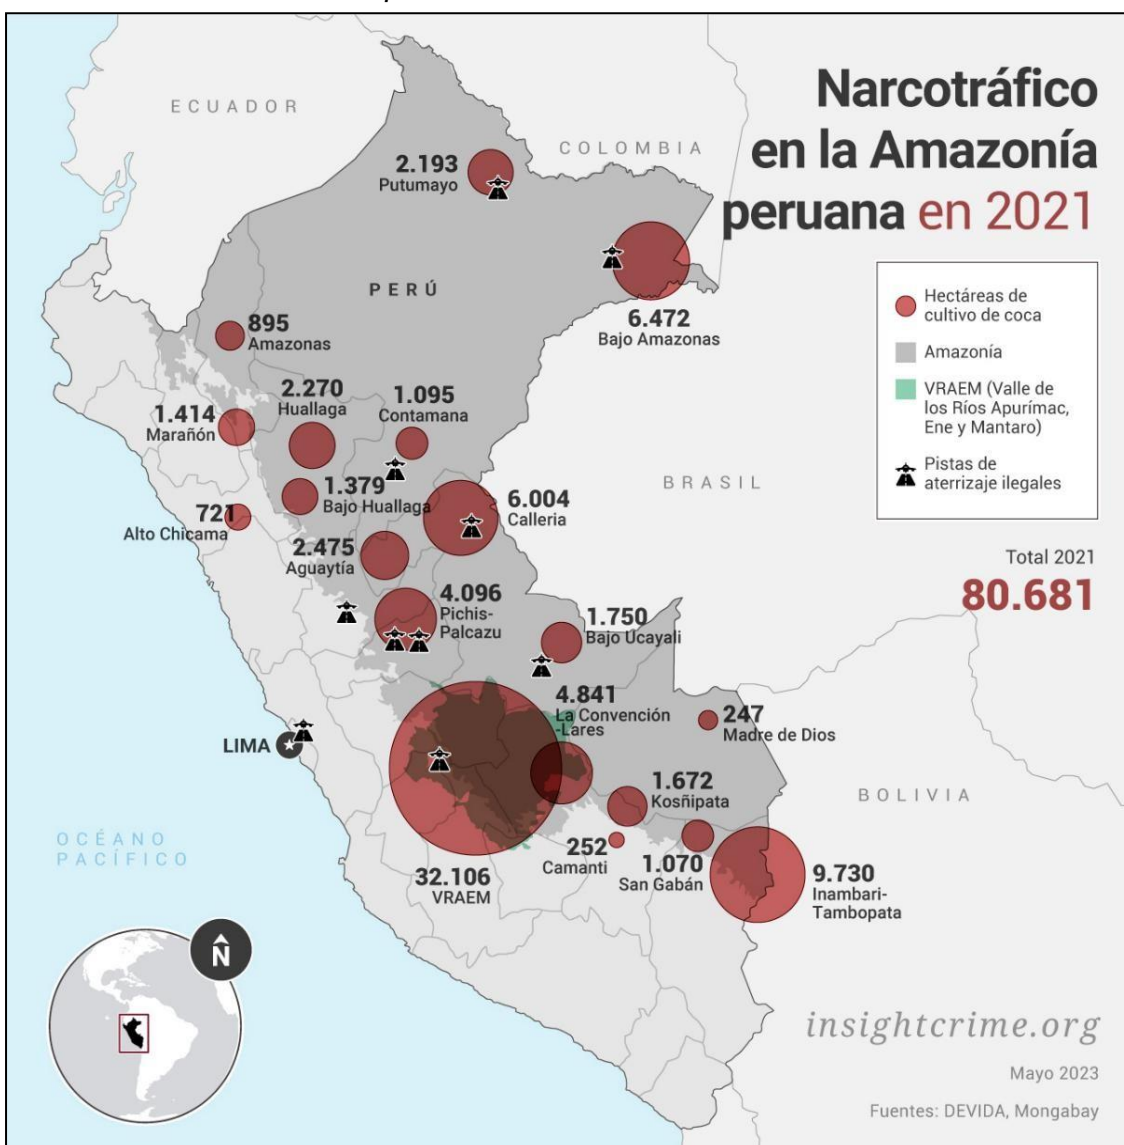 Narcotráfico
en la Amazonía
peruana en 2021
ECUADOR
COLOMBIA
2.193
Putumayo
PERÚ
6.472
Bajo Amazonas
Hectáreas de
cultivo de coca
Amazonía
VRAEM (Valle de
los Ríos Apurímac,
Ene y Mantaro)
Pistas de
aterrizaje ilegales
895
Amazonas
2.270
Huallaga
1.095
Contamana
1.414
Marañón
1.379
Bajo Huallaga
BRASIL
6.004
Calleria
721
Alto Chicama
2.475
Aguaytía
Total 2021
80.681
4.096
Pichis-
Palcazu
1.750
Bajo Ucayali
4.841
La Convención
-Lares
247
Madre de Dios
LIMA
1.672
Kosñipata
BOLIVIA
OCÉANO
PACÍFICO
252
Camanti
1.070
San Gabán
32.106
VRAEM
9.730
Inambari-
Tambopata
N
insightcrime.org
Mayo 2023
Fuentes: DEVIDA, Mongabay